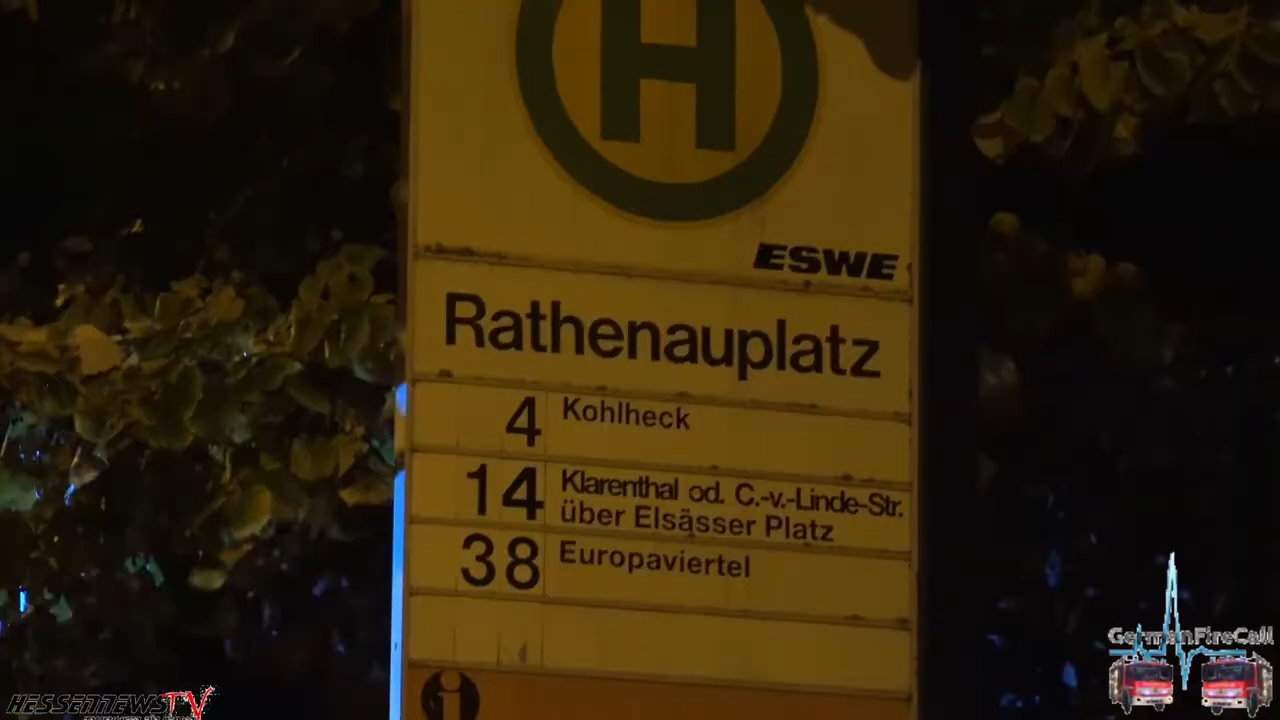 H
ESWE
Rathenauplatz
4 Kohlheck
14 Klarenthal od. C.-v.-Linde-Str.
über Elsässer Platz
38 Europaviertel
i
GermanFireCall
HESSENNEWS TV